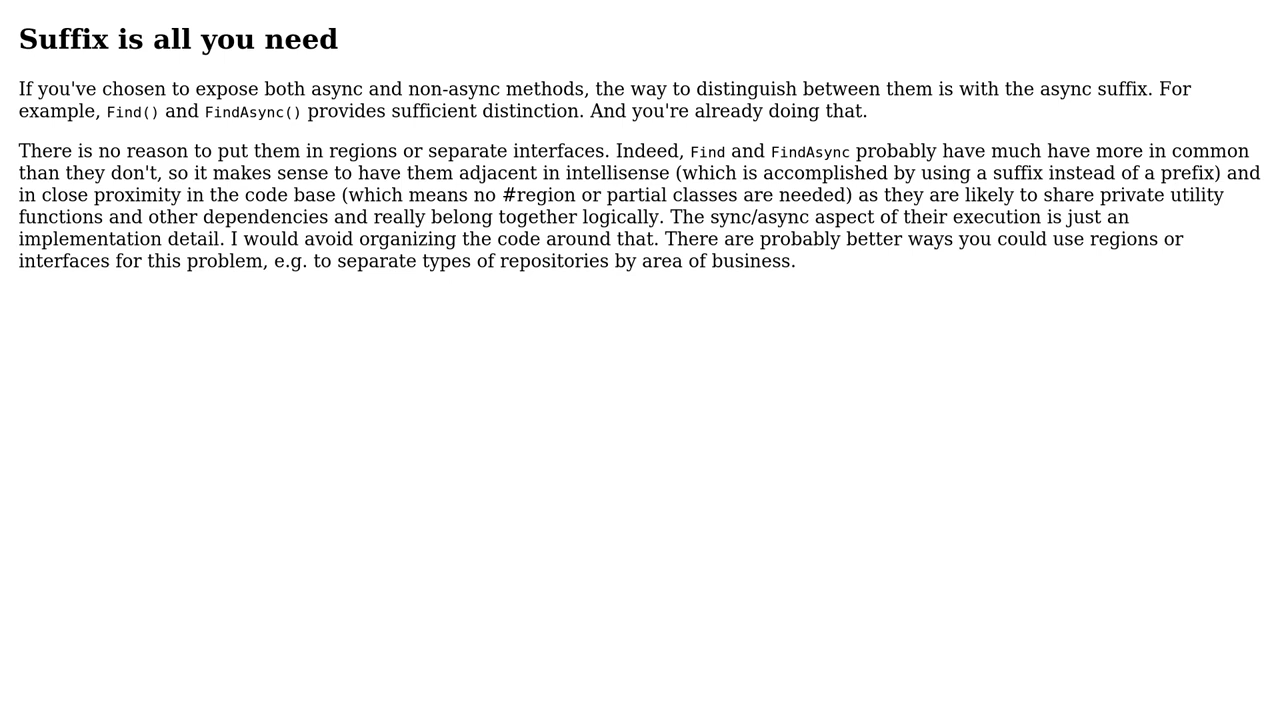 Suffix is all you need
If you've chosen to expose both async and non-async methods, the way to distinguish between them is with the async suffix. For
example, Find() and FindAsync() provides sufficient distinction. And you're already doing that.
There is no reason to put them in regions or separate interfaces. Indeed, Find and FindAsync probably have much have more in common
than they don't, so it makes sense to have them adjacent in intellisense (which is accomplished by using a suffix instead of a prefix) and
in close proximity in the code base (which means no #region or partial classes are needed) as they are likely to share private utility
functions and other dependencies and really belong together logically. The sync/async aspect of their execution is just an
implementation detail. I would avoid organizing the code around that. There are probably better ways you could use regions or
interfaces for this problem, e.g. to separate types of repositories by area of business.